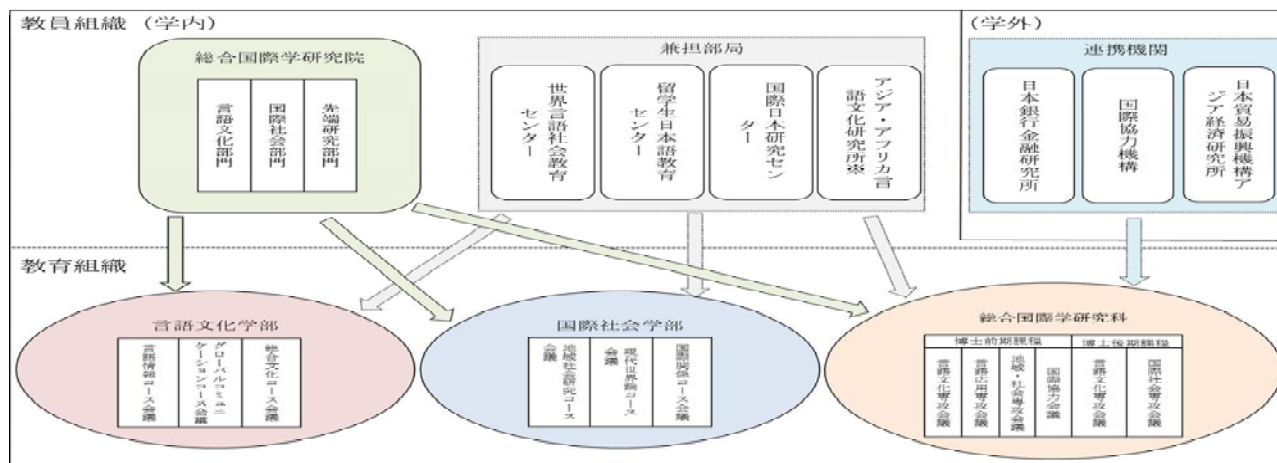 教員組織（学内）
（学外）
総合国際学研究院
言語文化部門
国際社会部門
先端研究部門
兼担部局
世界言語社会教育
センター
留学生日本語教育
センター
国際日本研究セン
ター
アジア・アフリカ言
語文化研究所※
連携機関
日本銀行金融研究所
国際協力機構
日本貿易振興機構ア
ジア経済研究所
教育組織
言語文化学部
言語情報コース会議
グローバルコミュニ
ケーションコース会議
総合文化コース会議
国際社会学部
地域社会研究コース
会議
現代世界論コース
会議
国際関係コース会議
総合国際学研究科
博士前期課程
博士後期課程
言語文化専攻会議
言語応用専攻会議
地域・社会専攻会議
国際協力会議
言語文化専攻会議
国際社会専攻会議